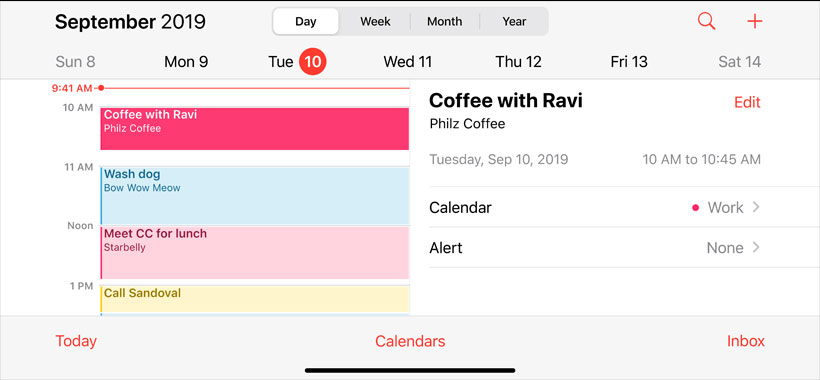 September 2019
Day Week Month Year
Sun 8 Mon 9 Tue 10 Wed 11 Thu 12 Fri 13 Sat 14
9:41 AM
10 AM
Coffee with Ravi
Philz Coffee
11 AM
Wash dog
Bow Wow Meow
Noon
Meet CC for lunch
Starbelly
1 PM
Call Sandoval
Coffee with Ravi
Edit
Philz Coffee
Tuesday, Sep 10, 2019 10 AM to 10:45 AM
Calendar Work
Alert None
Today Calendars Inbox